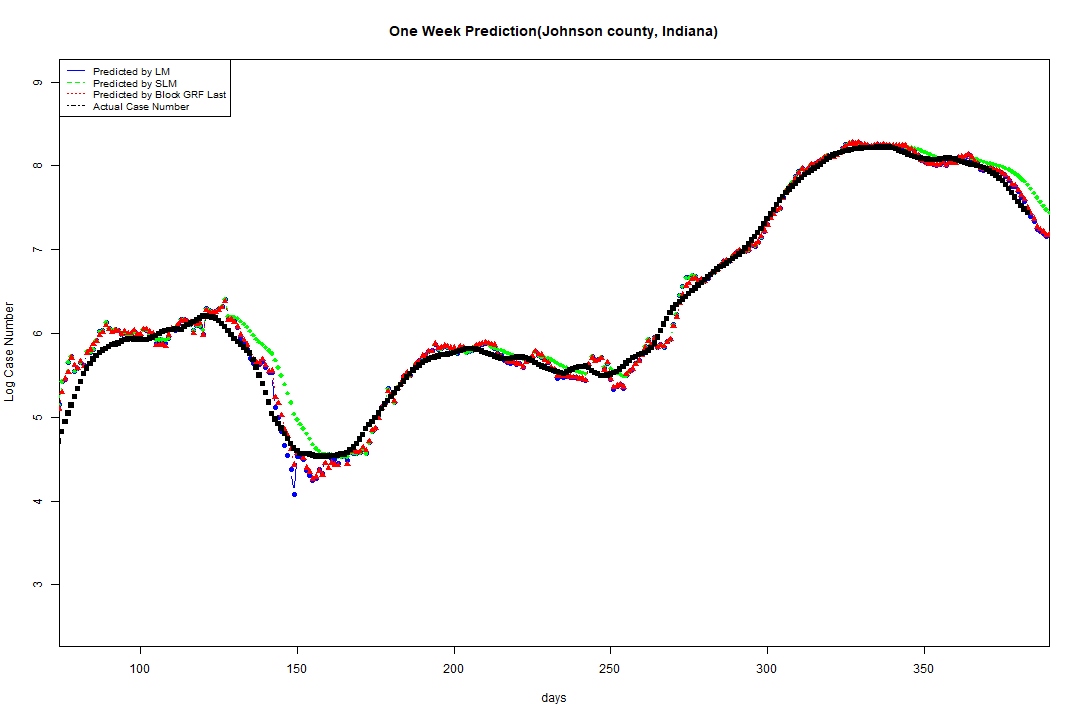 One Week Prediction(Johnson county, Indiana)
Predicted by LM
Predicted by SLM
Predicted by Block GRF Last
Actual Case Number
9
8
7
6
5
4
3
Log Case Number
100 150 200 250 300 350
days